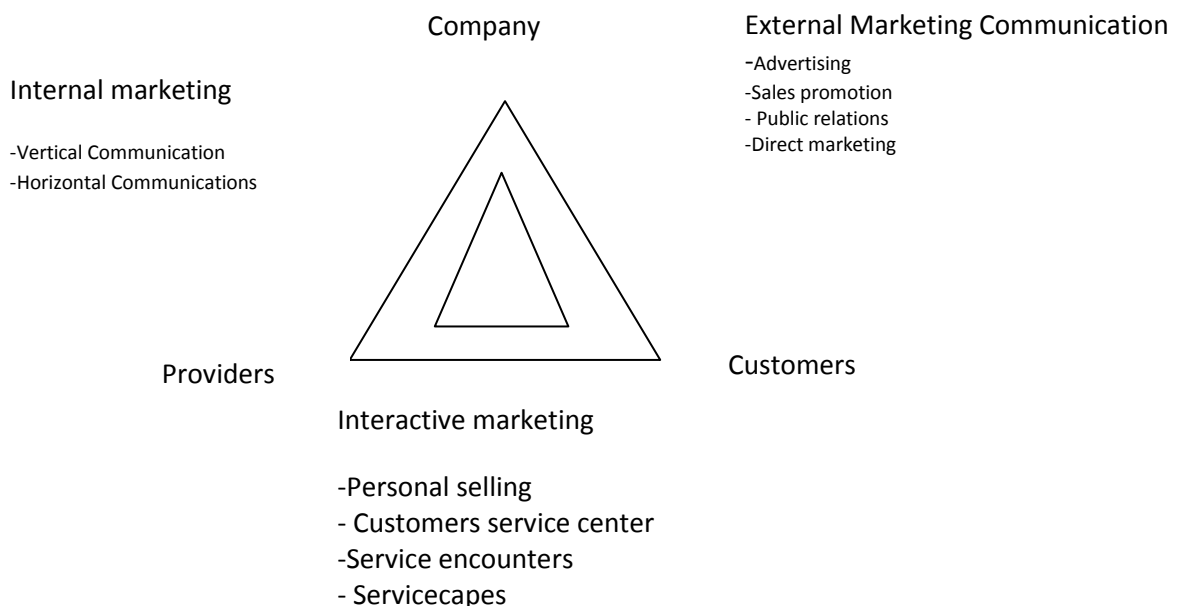 Company
External Marketing Communication
-Advertising
-Sales promotion
- Public relations
-Direct marketing
Internal marketing
-Vertical Communication
-Horizontal Communications
Providers
Customers
Interactive marketing
-Personal selling
- Customers service center
-Service encounters
- Servicecapes